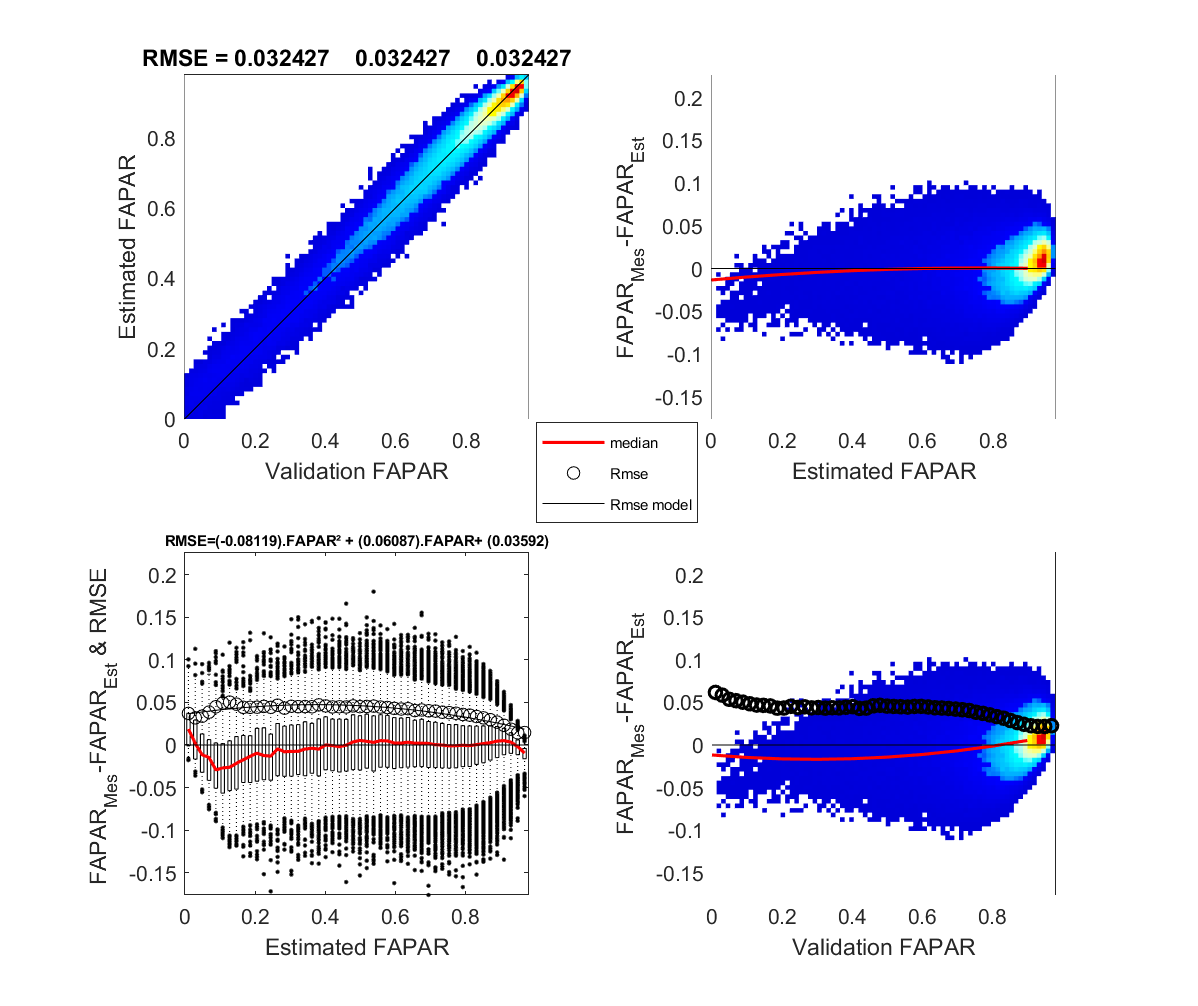 RMSE = 0.032427 0.032427 0.032427
Estimated FAPAR
0.8
0.6
0.4
0.2
0
0 0.2 0.4 0.6 0.8
Validation FAPAR
FAPAR_Mes-FAPAR_Est
0.2
0.15
0.1
0.05
0
-0.05
-0.1
-0.15
0 0.2 0.4 0.6 0.8
Estimated FAPAR
median
Rmse
Rmse model
RMSE=(-0.08119).FAPAR² + (0.06087).FAPAR+ (0.03592)
FAPAR_Mes-FAPAR_Est & RMSE
0.2
0.15
0.1
0.05
0
-0.05
-0.1
-0.15
0 0.2 0.4 0.6 0.8
Estimated FAPAR
FAPAR_Mes-FAPAR_Est
0.2
0.15
0.1
0.05
0
-0.05
-0.1
-0.15
0 0.2 0.4 0.6 0.8
Validation FAPAR